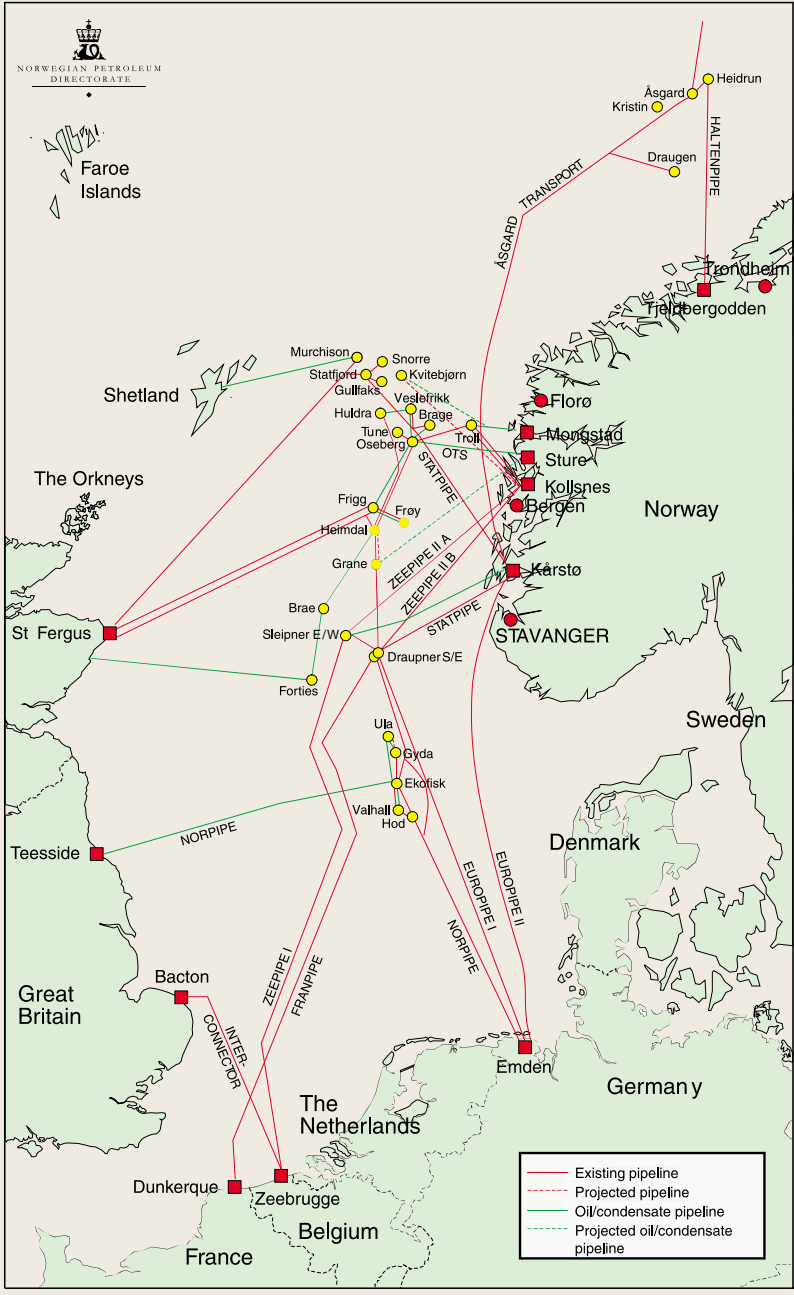 NORWEGIAN PETROLEUM
DIRECTORATE
Faroe
Islands
Heidrun
Åsgard
Kristin
HALTENPIPE
Draugen
TRANSPORT
ÅSGARD
Trondheim
Tjeldbergodden
Murchison
Snorre
Statfjord
Kvitebjørn
Gullfaks
Shetland
Veslefrikk
Huldra
Brage
Florø
Tune
Oseberg
Troll
OTS
Mongstad
Sture
STATPIPE
The Orkneys
Kollsnes
Frigg
Frøy
Bergen
Norway
Heimdal
Grane
ZEEPIPE II A
ZEEPIPE II B
Kårstø
Brae
STATPIPE
St Fergus
Sleipner E/W
STAVANGER
Draupner S/E
Forties
Sweden
Ula
Gyda
Ekofisk
Valhall
Hod
NORPIPE
Teesside
Denmark
EUROPIPE I
EUROPIPE II
NORPIPE
ZEEPIPE I
FRANPIPE
Bacton
Great
Britain
INTER-
CONNECTOR
Emden
Germany
The
Netherlands
Dunkerque
Zeebrugge
Belgium
France
Existing pipeline
Projected pipeline
Oil/condensate pipeline
Projected oil/condensate
pipeline